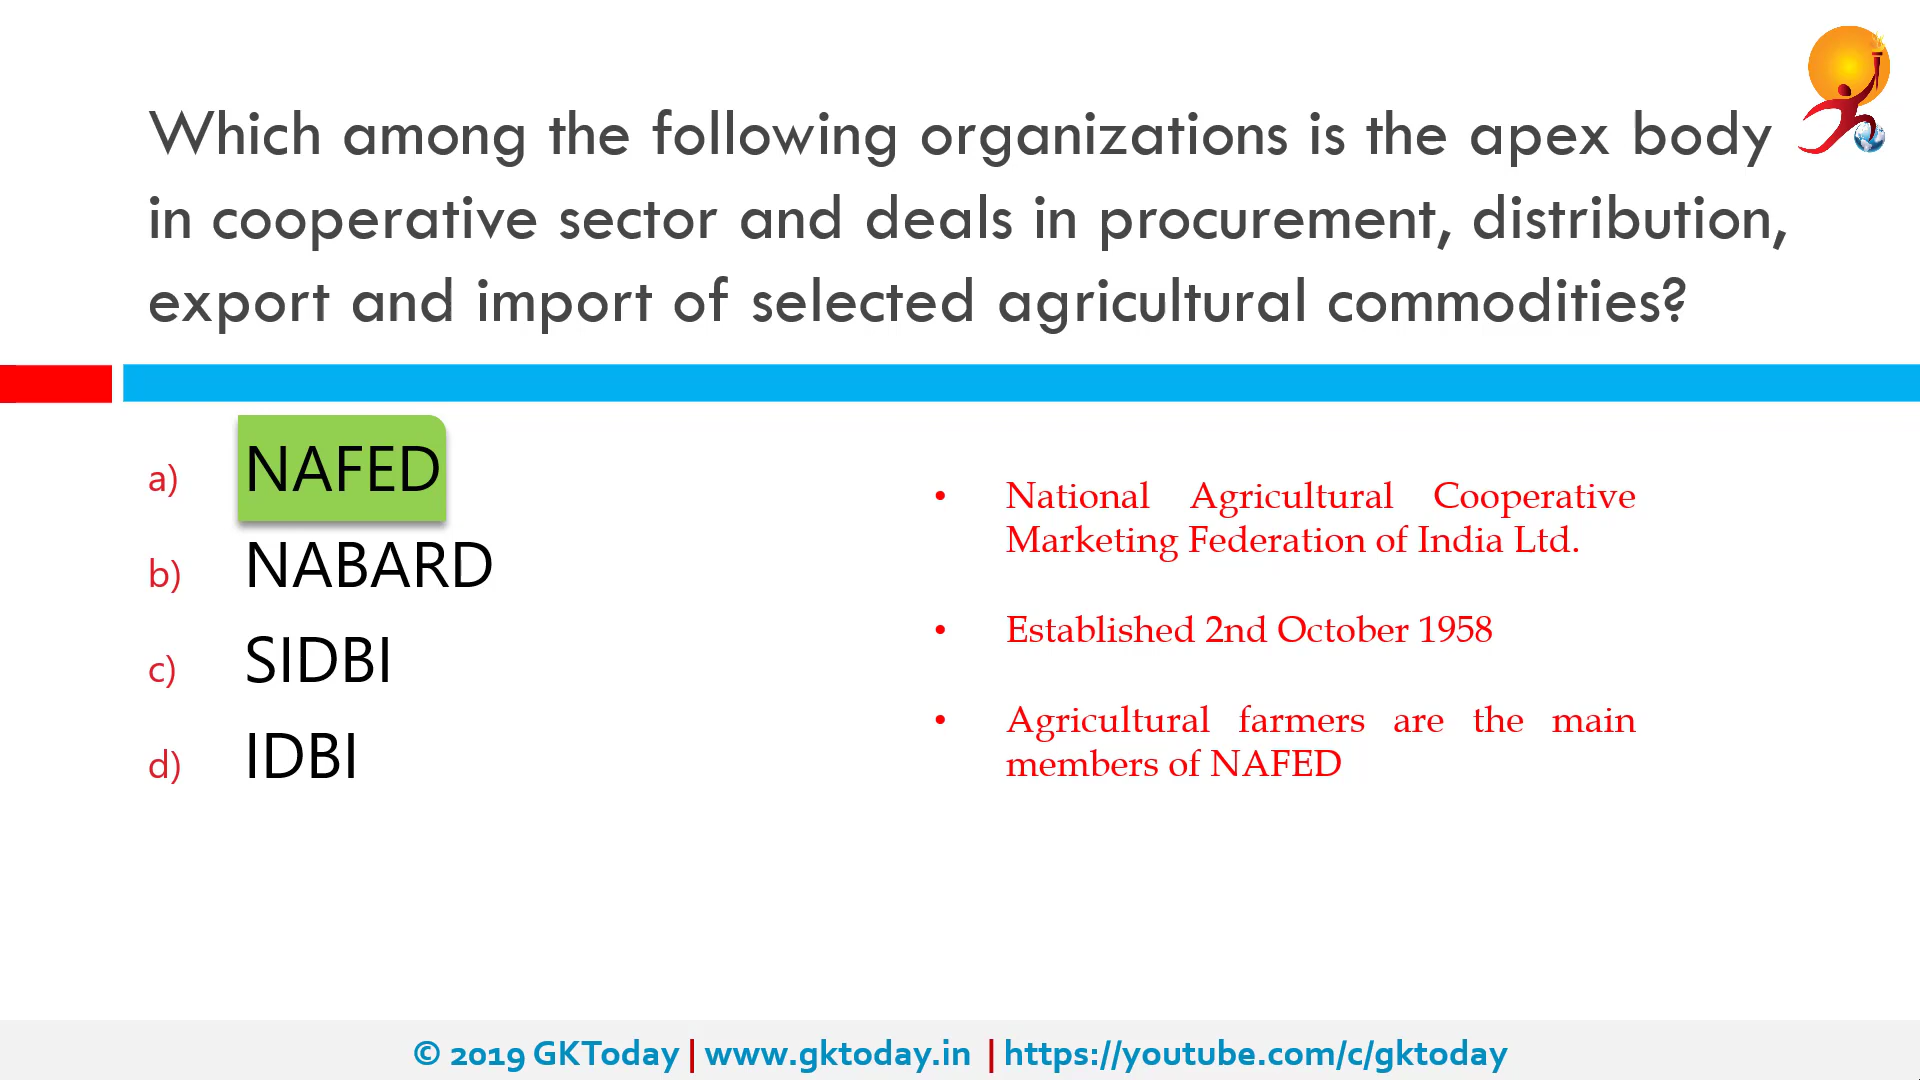 Which among the following organizations is the apex body
in cooperative sector and deals in procurement, distribution,
export and import of selected agricultural commodities?
a) NAFED
b) NABARD
c) SIDBI
d) IDBI
• National Agricultural Cooperative
Marketing Federation of India Ltd.
• Established 2nd October 1958
• Agricultural farmers are the main
members of NAFED
© 2019 GKToday | www.gktoday.in | https://youtube.com/c/gktoday